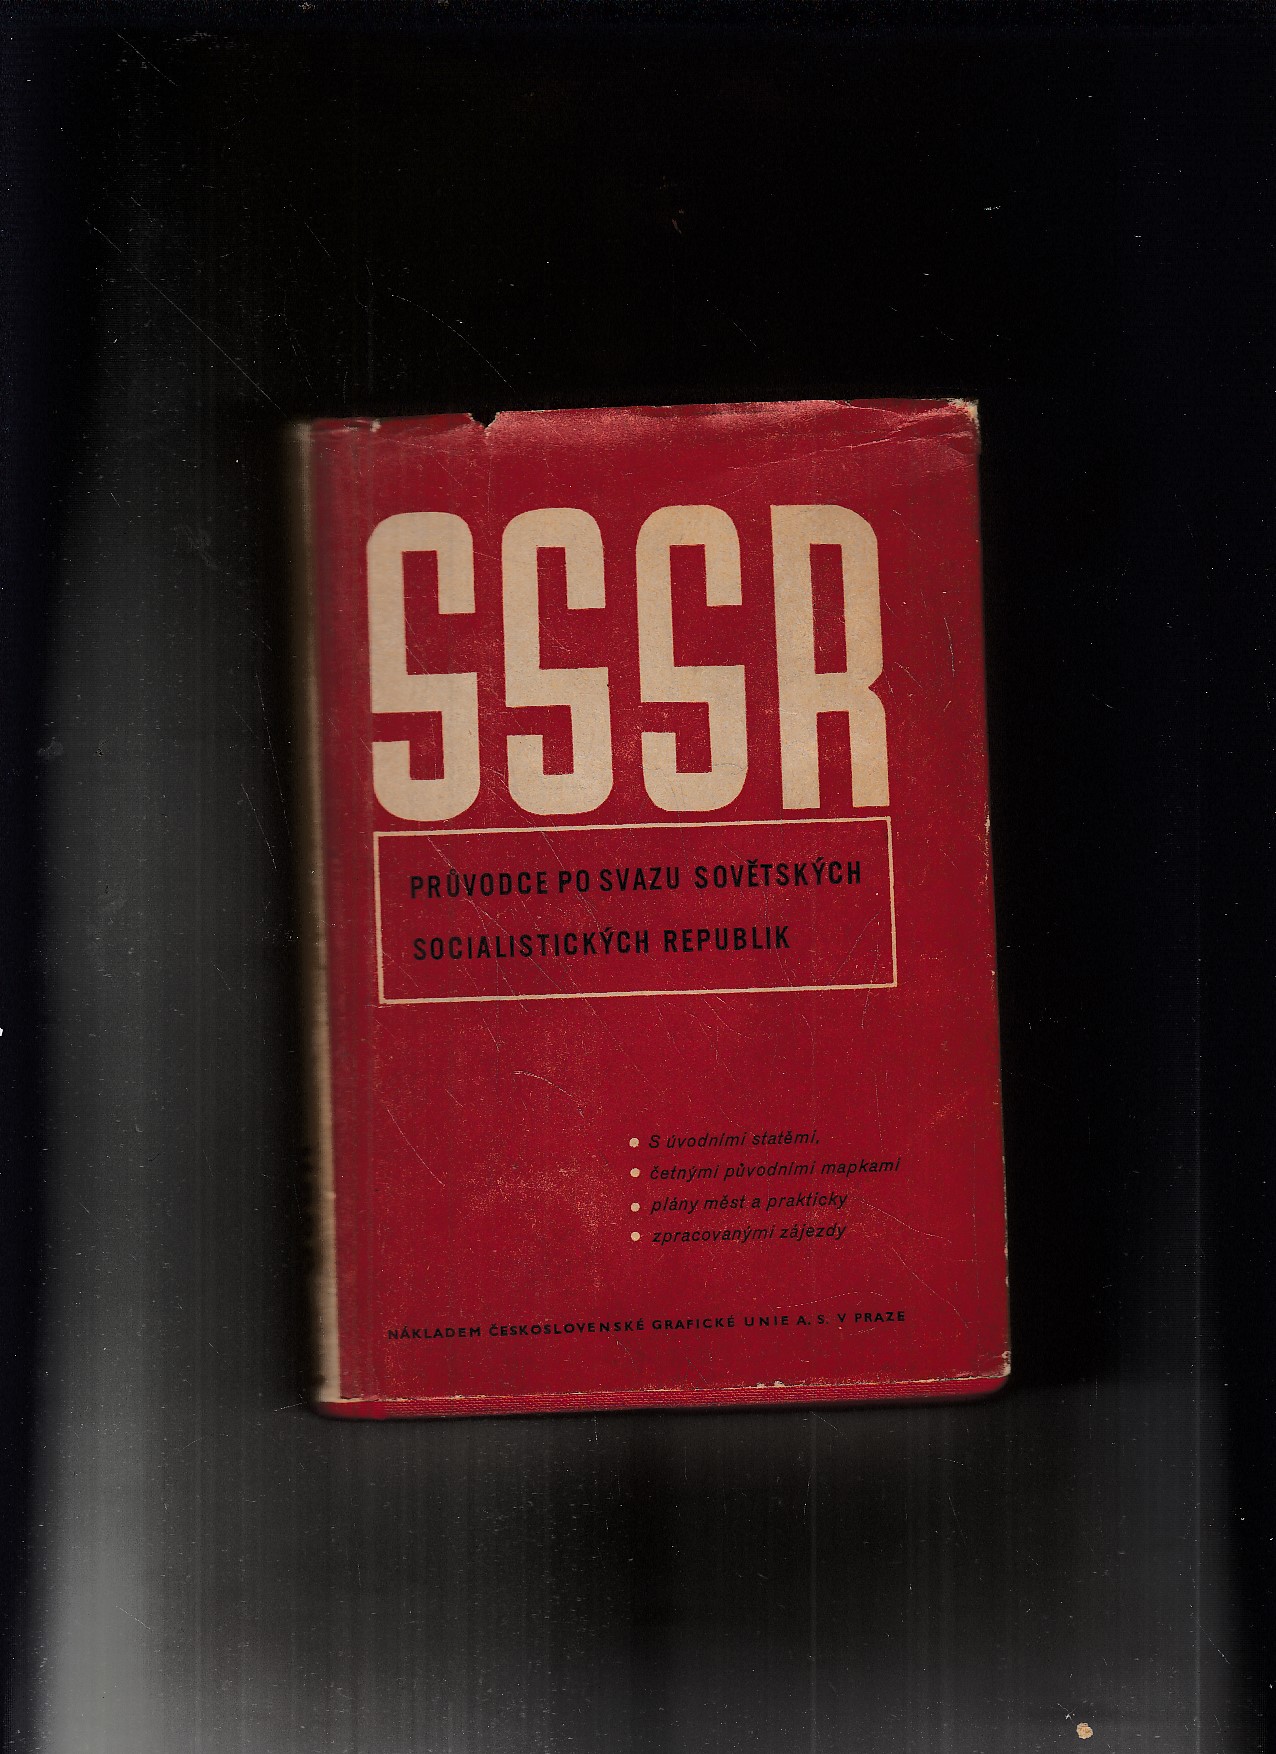 SSSR
PRŮVODCE PO SVAZU SOVĚTSKÝCH
SOCIALISTICKÝCH REPUBLIK
• S úvodními statěmi,
• četnými původními mapkami
• plány měst a prakticky
• zpracovanými zájezdy
NÁKLADEM ČESKOSLOVENSKÉ GRAFICKÉ UNIE A. S. V PRAZE